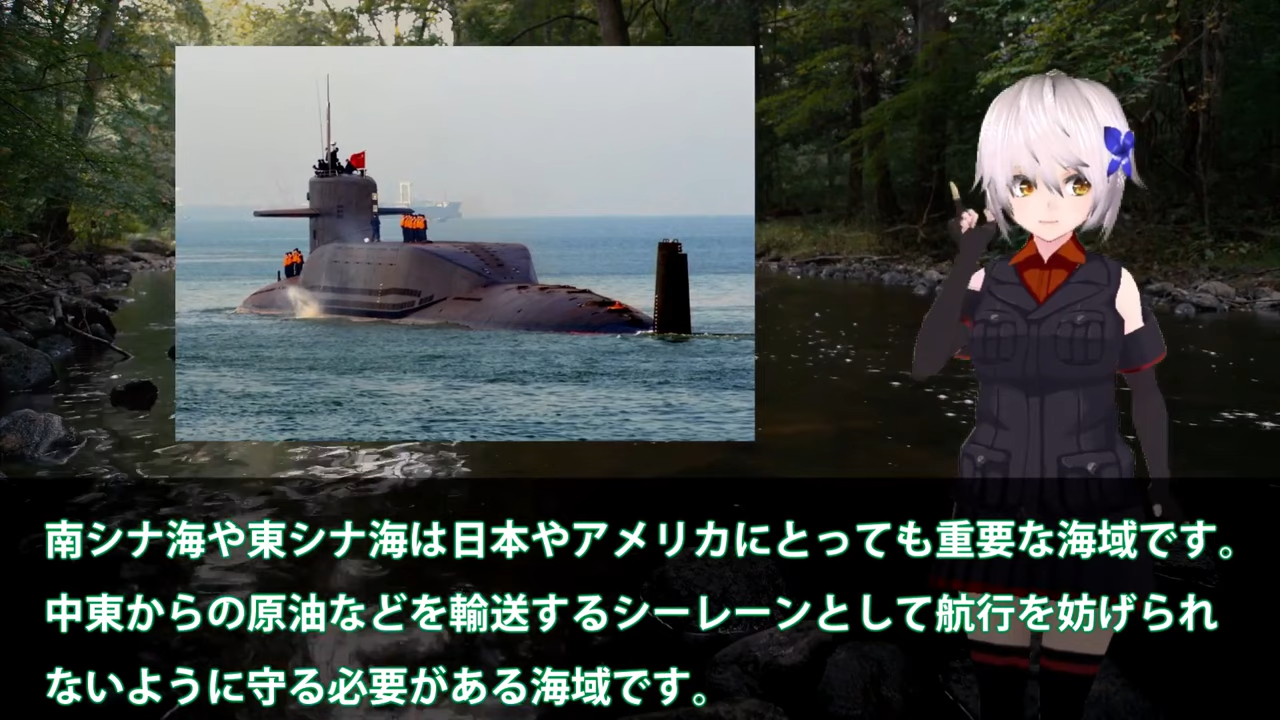 南シナ海や東シナ海は日本やアメリカにとっても重要な海域です。
中東からの原油などを輸送するシーレーンとして航行を妨げられ
ないように守る必要がある海域です。